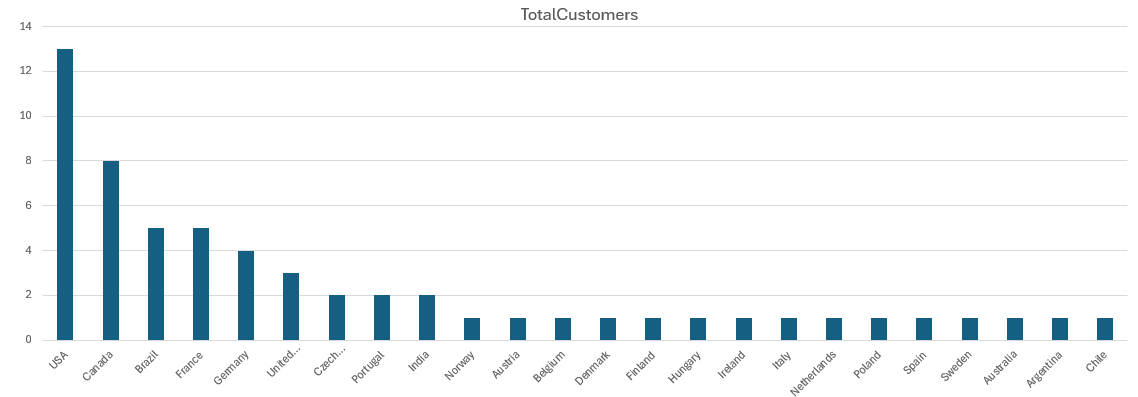 TotalCustomers
14
12
10
8
6
4
2
0
USA
Canada
Brazil
France
Germany
United...
Czech...
Portugal
India
Norway
Austria
Belgium
Denmark
Finland
Hungary
Ireland
Italy
Netherlands
Poland
Spain
Sweden
Australia
Argentina
Chile